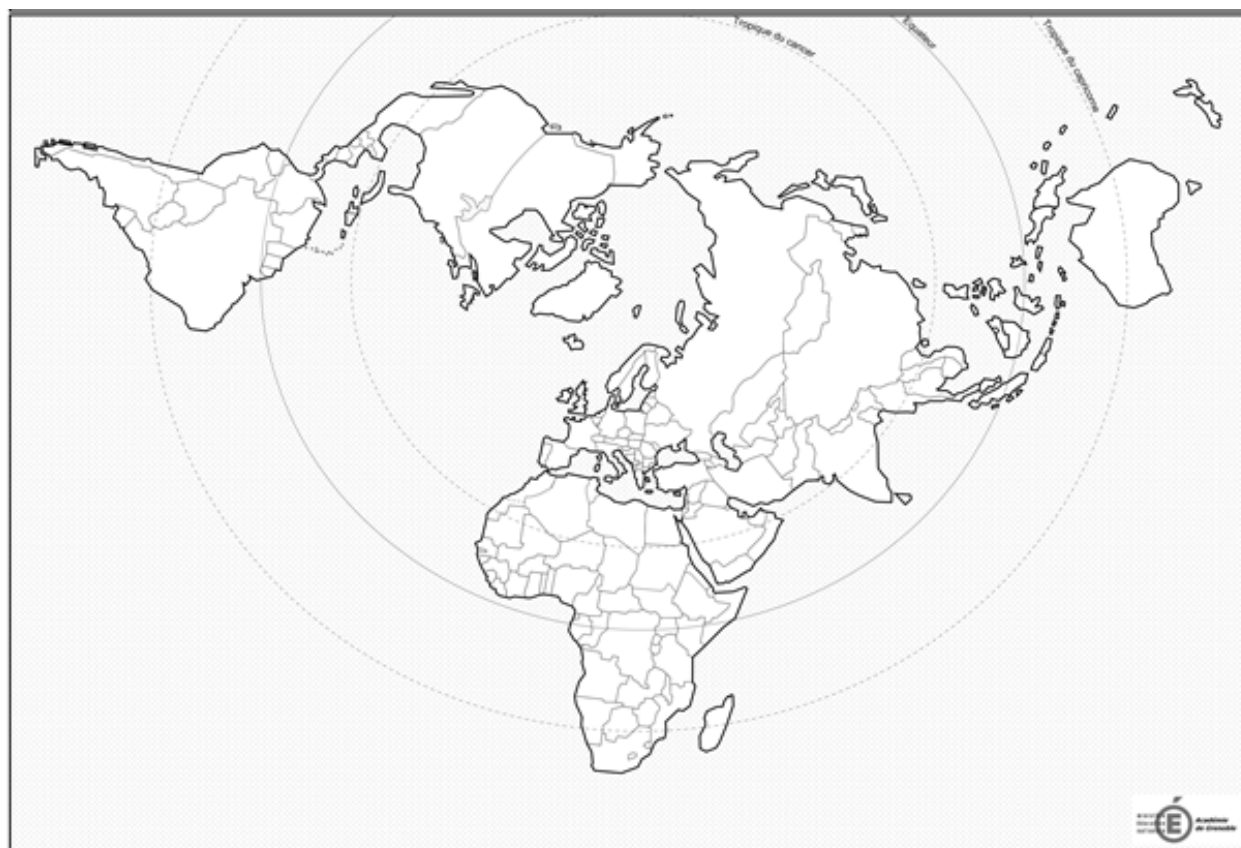 Tropique du cancer
Equateur
Tropique du capricorne
É
Académie
de Grenoble